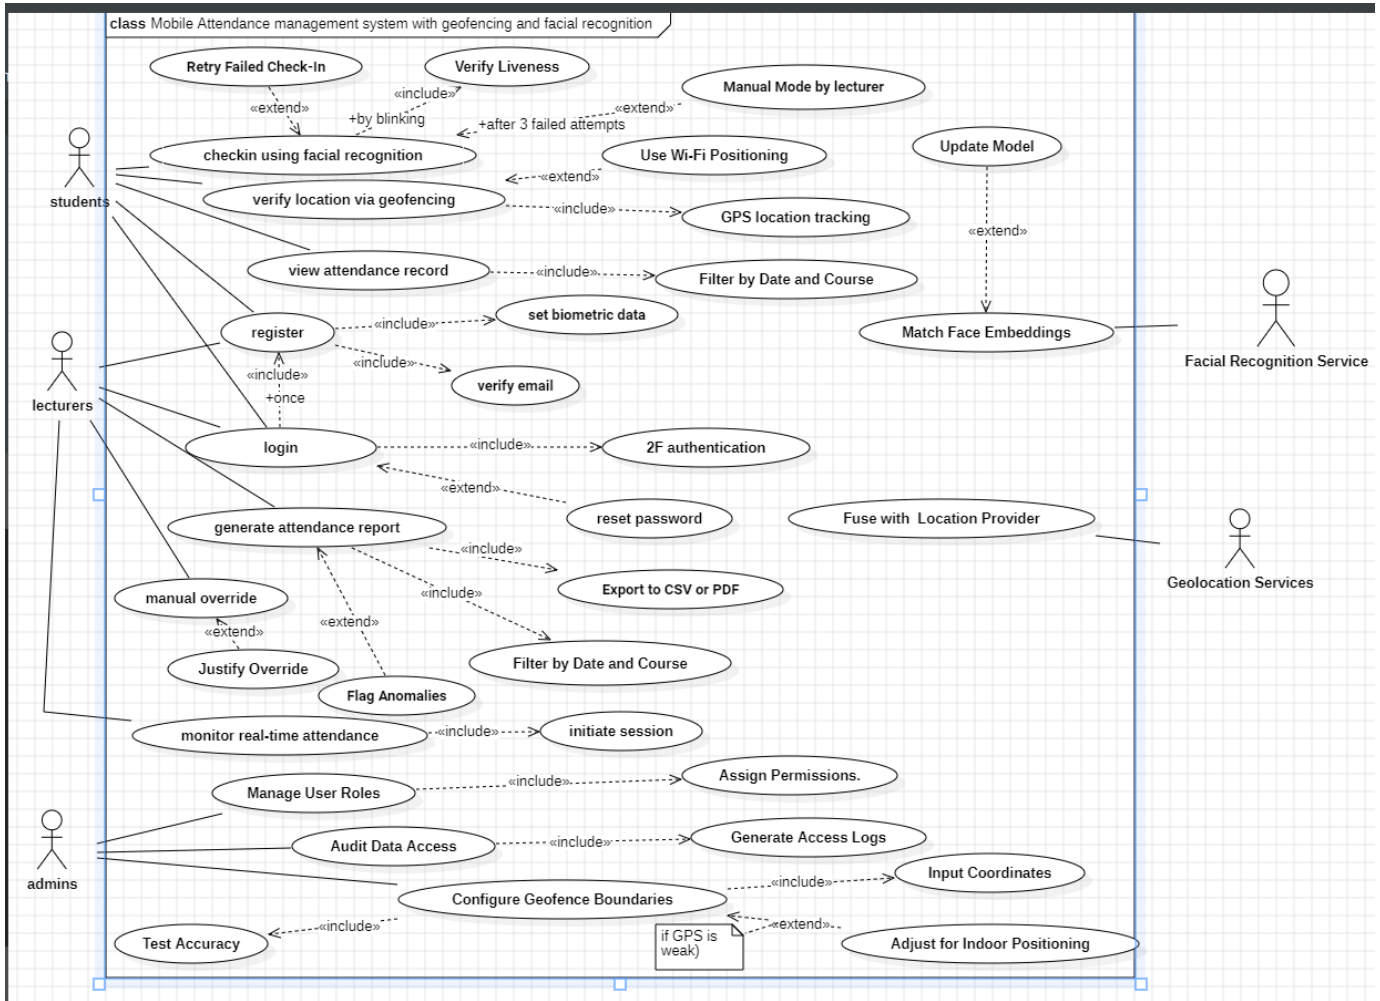 class Mobile Attendance management system with geofencing and facial recognition
Retry Failed Check-In
Verify Liveness
Manual Mode by lecturer
«extend»
«include»
+by blinking
«extend»
+after 3 failed attempts
checkin using facial recognition
Use Wi-Fi Positioning
Update Model
students
«extend»
verify location via geofencing
«include»
GPS location tracking
«extend»
view attendance record
«include»
Filter by Date and Course
set biometric data
register
«include»
Match Face Embeddings
Facial Recognition Service
«include»
«include»
+once
verify email
lecturers
login
«include»
2F authentication
«extend»
reset password
Fuse with Location Provider
generate attendance report
«include»
Geolocation Services
Export to CSV or PDF
manual override
«include»
«extend»
«extend»
Justify Override
Filter by Date and Course
Flag Anomalies
monitor real-time attendance
«include»
initiate session
Manage User Roles
«include»
Assign Permissions.
Audit Data Access
«include»
Generate Access Logs
admins
Configure Geofence Boundaries
«include»
Input Coordinates
«include»
Test Accuracy
if GPS is
weak)
«extend»
Adjust for Indoor Positioning